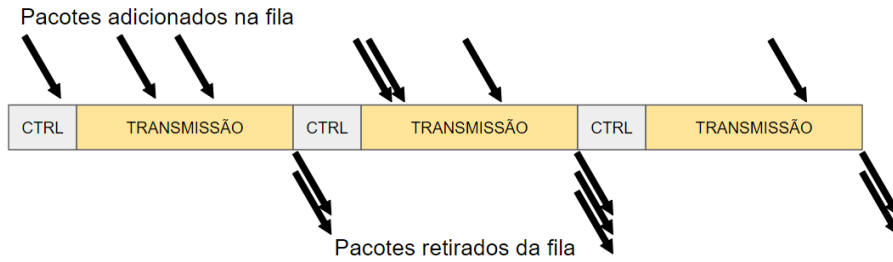 Pacotes adicionados na fila
CTRL TRANSMISSÃO CTRL TRANSMISSÃO CTRL TRANSMISSÃO
Pacotes retirados da fila